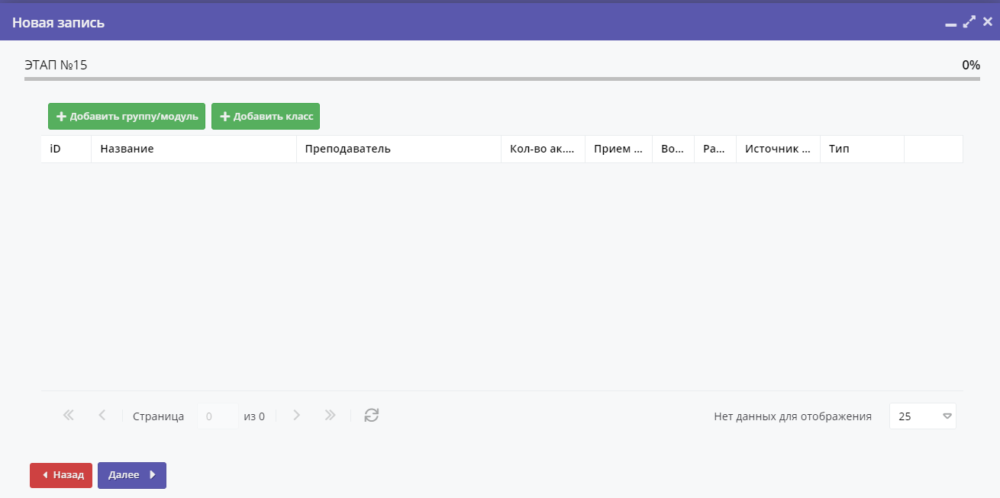 Новая запись
ЭТАП №15 0%
Добавить группу/модуль Добавить класс
iD Название Преподаватель Кол-во ак.... Прием ... Во... Ра... Источник ... Тип
Страница 0 из 0 Нет данных для отображения 25
Назад Далее